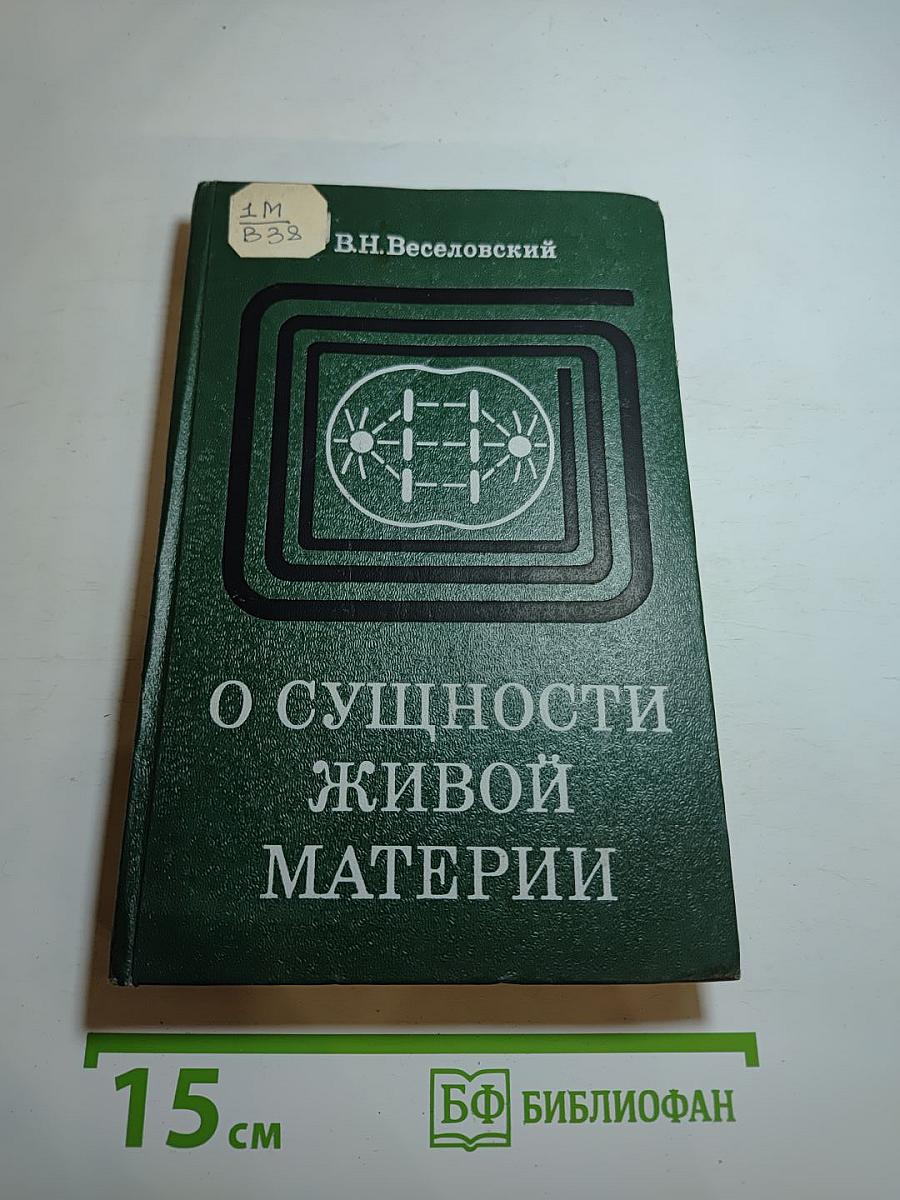 1М
В38
В.Н.Веселовский
О СУЩНОСТИ
ЖИВОЙ
МАТЕРИИ
15 см
БФ БИБЛИОФАН